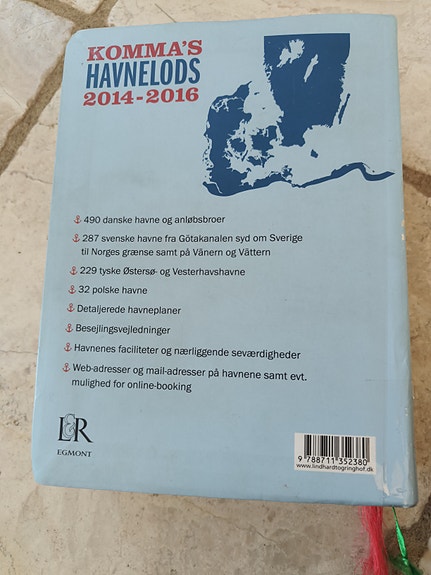 KOMMA'S
HAVNELODS
2014-2016
490 danske havne og anløbsbroer
287 svenske havne fra Götakanalen syd om Sverige
til Norges grænse samt på Vänern og Vättern
229 tyske Østersø- og Vesterhavshavne
32 polske havne
Detaljerede havneplaner
Besejlingsvejledninger
Havnenes faciliteter og nærliggende seværdigheder
Web-adresser og mail-adresser på havnene samt evt.
mulighed for online-booking
L&R
EGMONT
9 788711 352380
www.lindhardtogringhof.dk